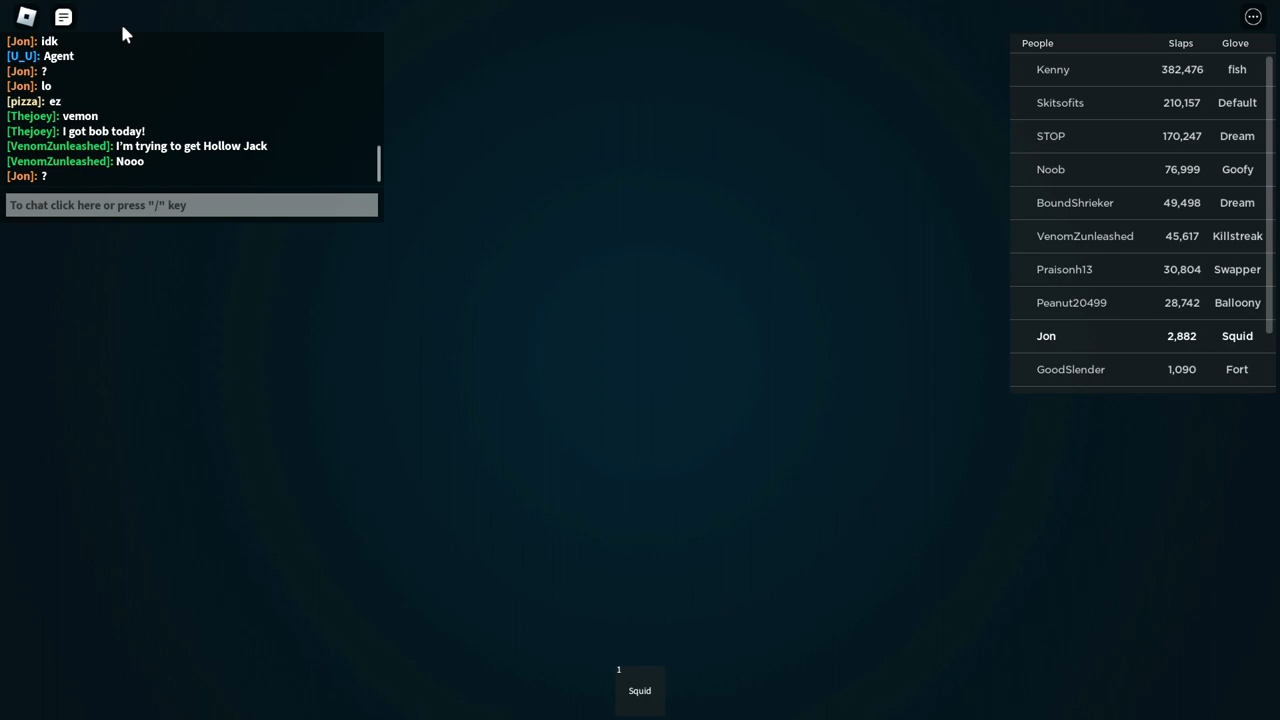 [Jon]: idk
[U_U]: Agent
[Jon]: ?
[Jon]: lo
[pizza]: ez
[Thejoey]: vemon
[Thejoey]: I got bob today!
[VenomZunleashed]: I'm trying to get Hollow Jack
[VenomZunleashed]: Nooo
[Jon]: ?
To chat click here or press "/" key
People Slaps Glove
Kenny 382,476 fish
Skitsofits 210,157 Default
STOP 170,247 Dream
Noob 76,999 Goofy
BoundShrieker 49,498 Dream
VenomZunleashed 45,617 Killstreak
Praisonh13 30,804 Swapper
Peanut20499 28,742 Balloony
Jon 2,882 Squid
GoodSlender 1,090 Fort
1
Squid